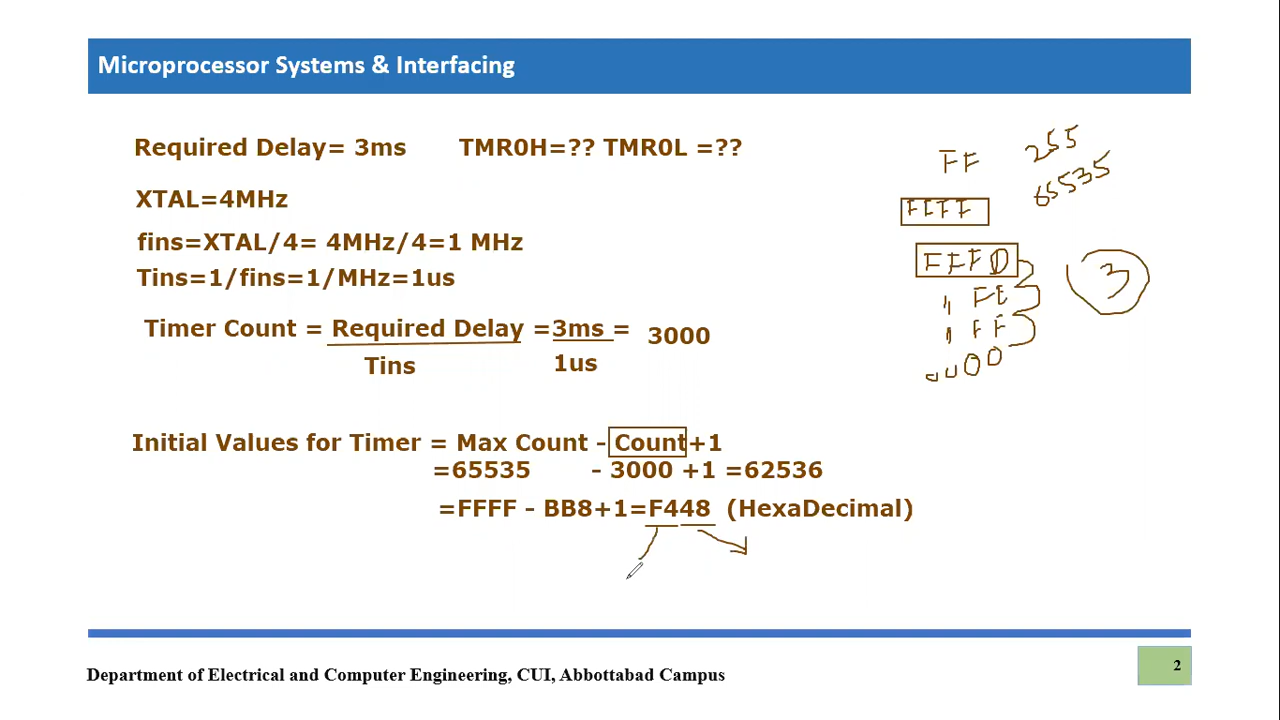 Microprocessor Systems & Interfacing
Required Delay= 3ms TMR0H=?? TMR0L =??
XTAL=4MHz
fins=XTAL/4= 4MHz/4=1 MHz
Tins=1/fins=1/MHz=1us
Timer Count = Required Delay =3ms = 3000
Tins 1us
Initial Values for Timer = Max Count - Count+1
=65535 - 3000 +1 =62536
=FFFF - BB8+1=F448 (HexaDecimal)
FF 255
65535
FFFF
FFFD
" FE
" FF
0000
3
Department of Electrical and Computer Engineering, CUI, Abbottabad Campus
2